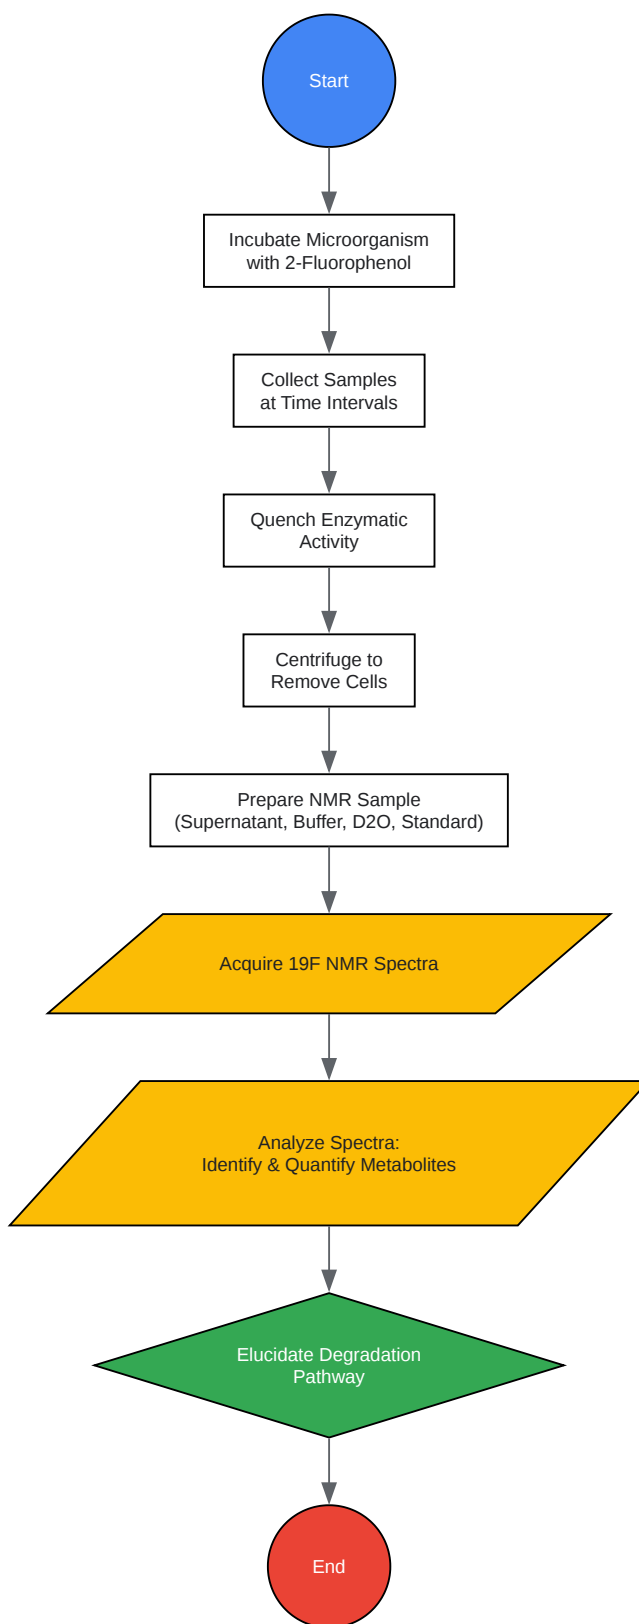 Start
Incubate Microorganism
with 2-Fluorophenol
Collect Samples
at Time Intervals
Quench Enzymatic
Activity
Centrifuge to
Remove Cells
Prepare NMR Sample
(Supernatant, Buffer, D2O, Standard)
Acquire 19F NMR Spectra
Analyze Spectra:
Identify & Quantify Metabolites
Elucidate Degradation
Pathway
End